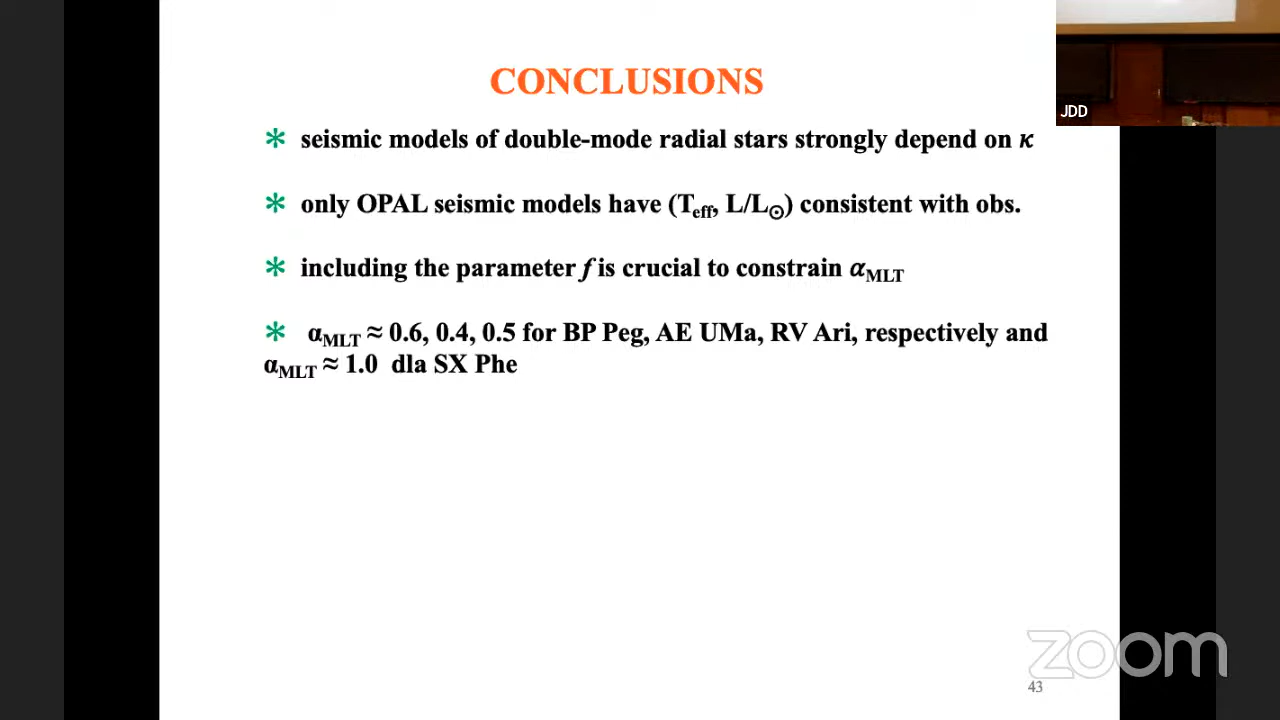 CONCLUSIONS
JDD
* seismic models of double-mode radial stars strongly depend on κ
* only OPAL seismic models have (Teff, L/L☉) consistent with obs.
* including the parameter f is crucial to constrain αMLT
* αMLT ≈ 0.6, 0.4, 0.5 for BP Peg, AE UMa, RV Ari, respectively and
αMLT ≈ 1.0 dla SX Phe
zoom
43